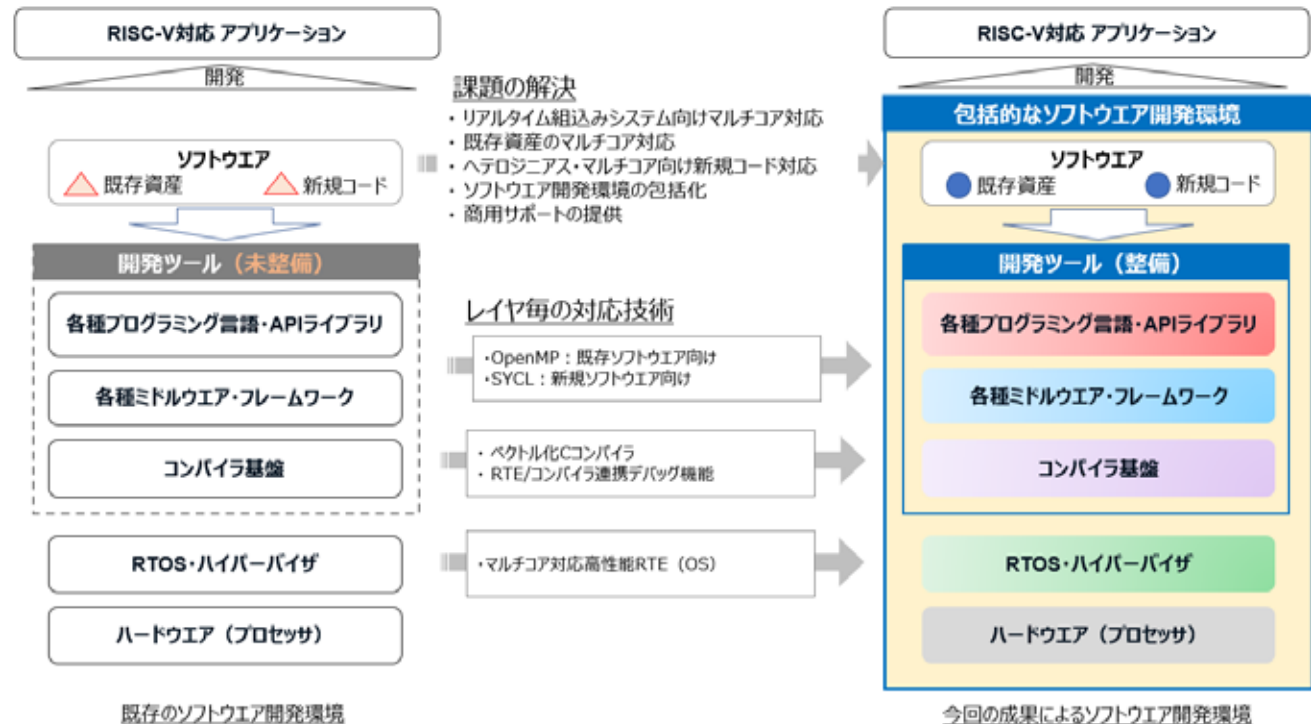 RISC-V対応 アプリケーション
開発
ソフトウエア
既存資産
新規コード
開発ツール（未整備）
各種プログラミング言語・APIライブラリ
各種ミドルウエア・フレームワーク
コンパイラ基盤
RTOS・ハイパーバイザ
ハードウエア（プロセッサ）
既存のソフトウエア開発環境
課題の解決
・リアルタイム組込みシステム向けマルチコア対応
・既存資産のマルチコア対応
・ヘテロジニアス・マルチコア向け新規コード対応
・ソフトウエア開発環境の包括化
・商用サポートの提供
レイヤ毎の対応技術
・OpenMP：既存ソフトウエア向け
・SYCL：新規ソフトウエア向け
・ベクトル化Cコンパイラ
・RTE/コンパイラ連携デバッグ機能
・マルチコア対応高性能RTE（OS）
RISC-V対応 アプリケーション
開発
包括的なソフトウエア開発環境
ソフトウエア
既存資産
新規コード
開発ツール（整備）
各種プログラミング言語・APIライブラリ
各種ミドルウエア・フレームワーク
コンパイラ基盤
RTOS・ハイパーバイザ
ハードウエア（プロセッサ）
今回の成果によるソフトウエア開発環境